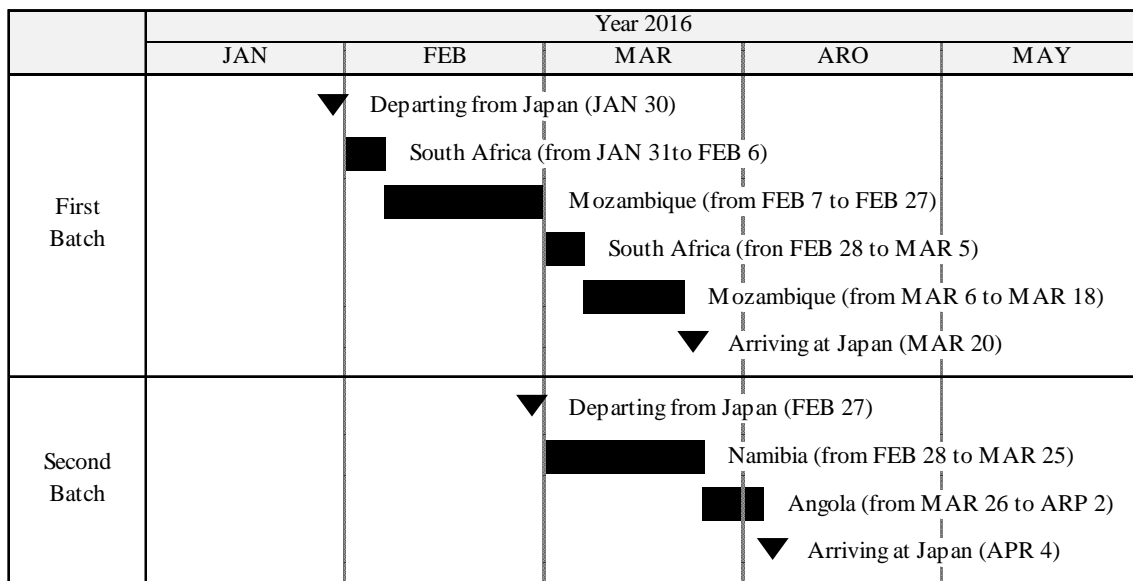 Year 2016
JAN FEB MAR ARO MAY
First
Batch
Departing from Japan (JAN 30)
South Africa (from JAN 31to FEB 6)
Mozambique (from FEB 7 to FEB 27)
South Africa (fron FEB 28 to MAR 5)
Mozambique (from MAR 6 to MAR 18)
Arriving at Japan (MAR 20)
Second
Batch
Departing from Japan (FEB 27)
Namibia (from FEB 28 to MAR 25)
Angola (from MAR 26 to ARP 2)
Arriving at Japan (APR 4)